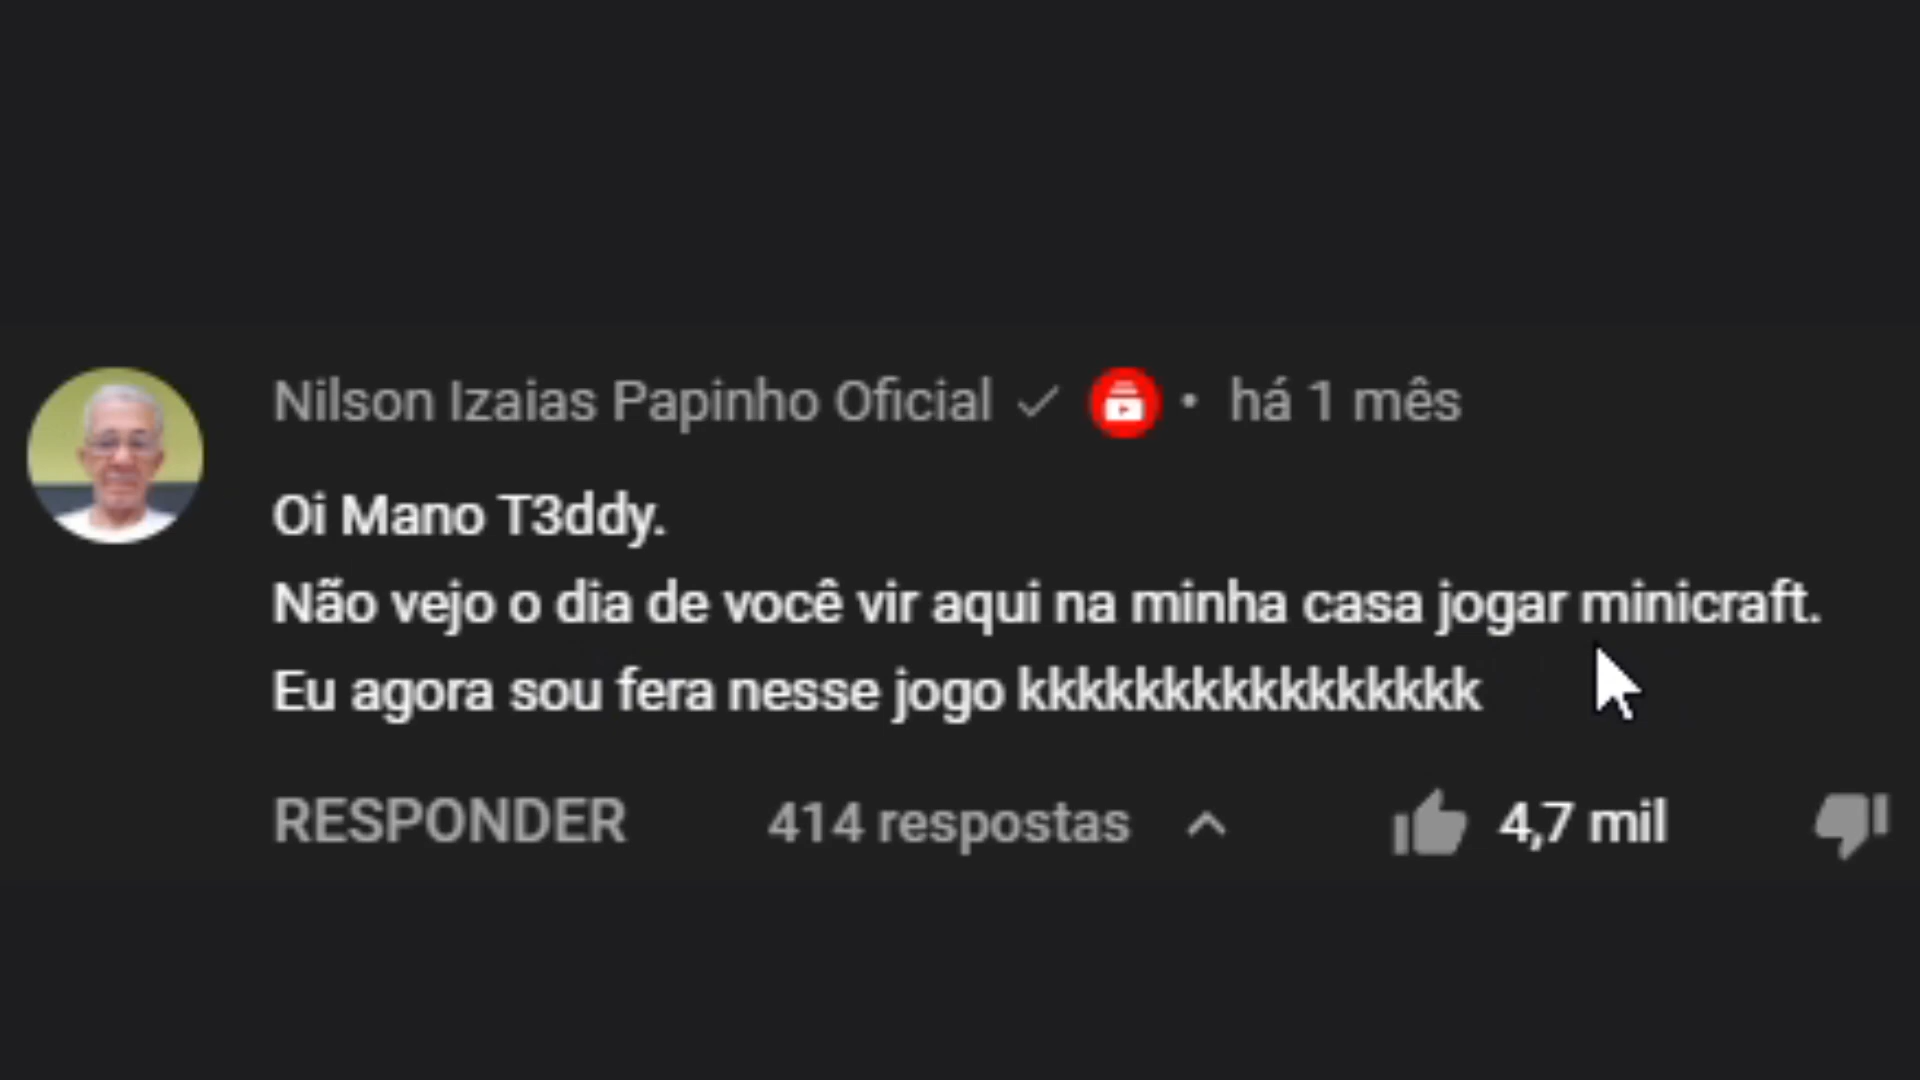 Nilson Izaias Papinho Oficial • há 1 mês
Oi Mano T3ddy.
Não vejo o dia de você vir aqui na minha casa jogar minicraft.
Eu agora sou fera nesse jogo kkkkkkkkkkkkkkkk
RESPONDER 414 respostas 4,7 mil